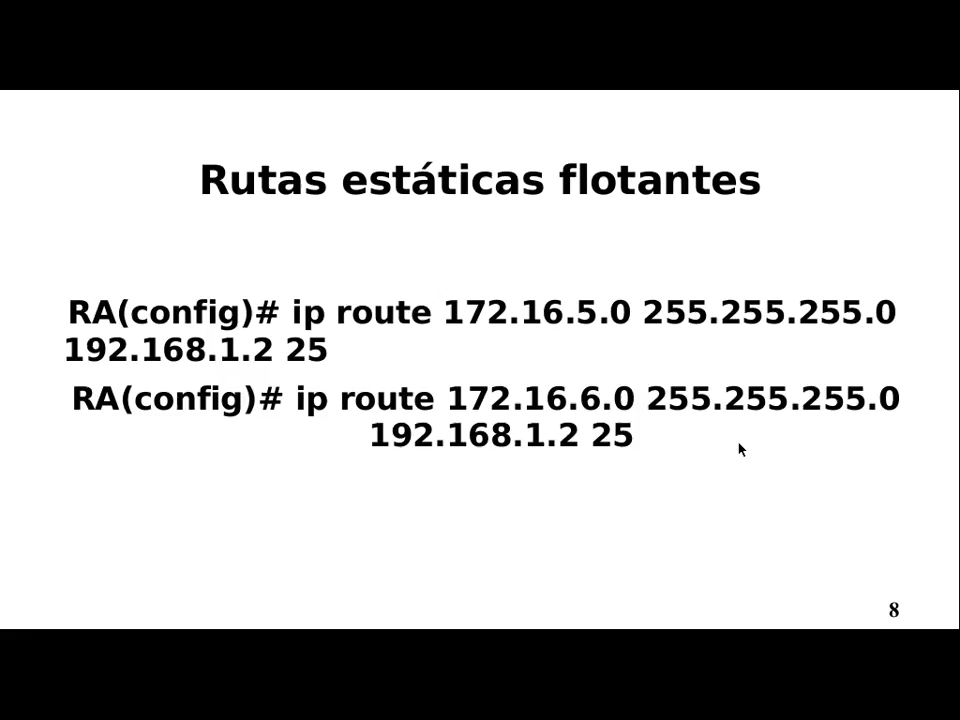 Rutas estáticas flotantes
RA(config)# ip route 172.16.5.0 255.255.255.0
192.168.1.2 25
RA(config)# ip route 172.16.6.0 255.255.255.0
192.168.1.2 25
8